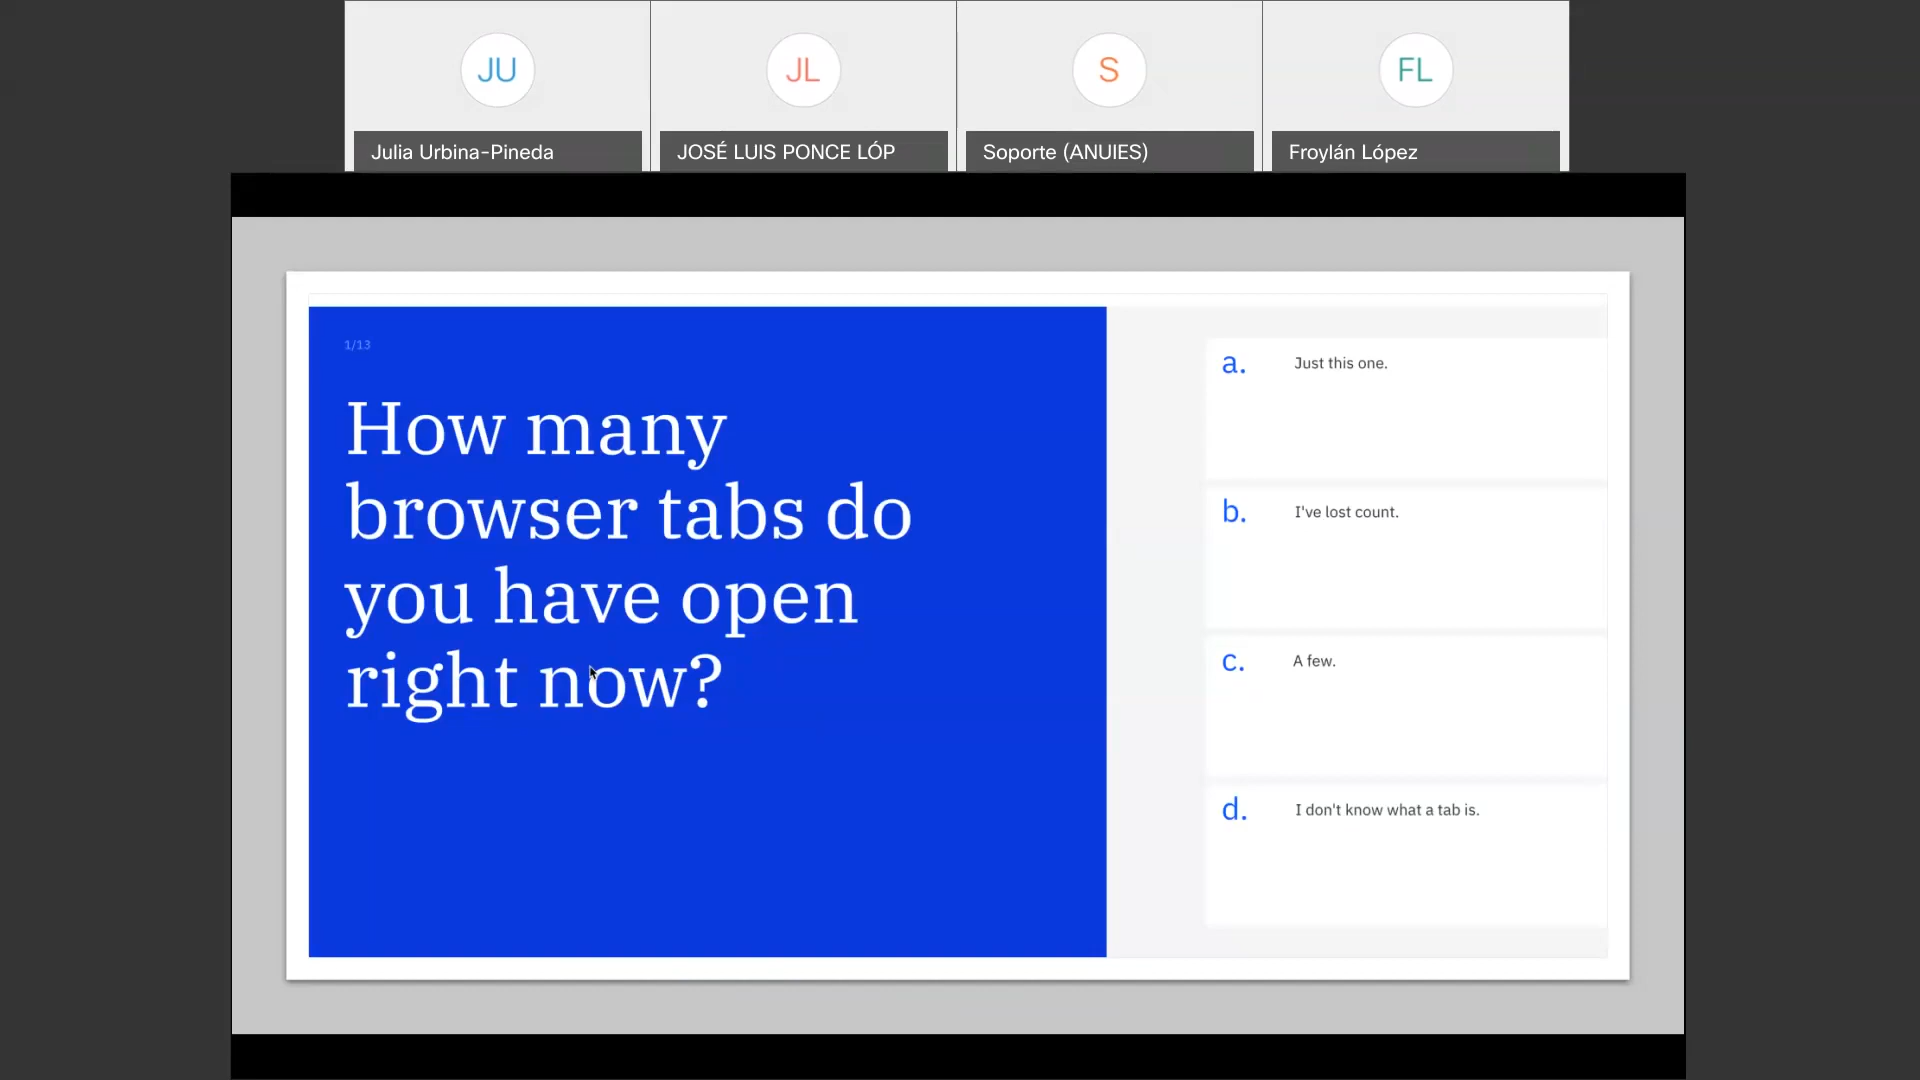 JU
JL
S
FL
Julia Urbina-Pineda
JOSÉ LUIS PONCE LÓP
Soporte (ANUIES)
Froylán López
1/13
How many
browser tabs do
you have open
right now?
a. Just this one.
b. I've lost count.
c. A few.
d. I don't know what a tab is.